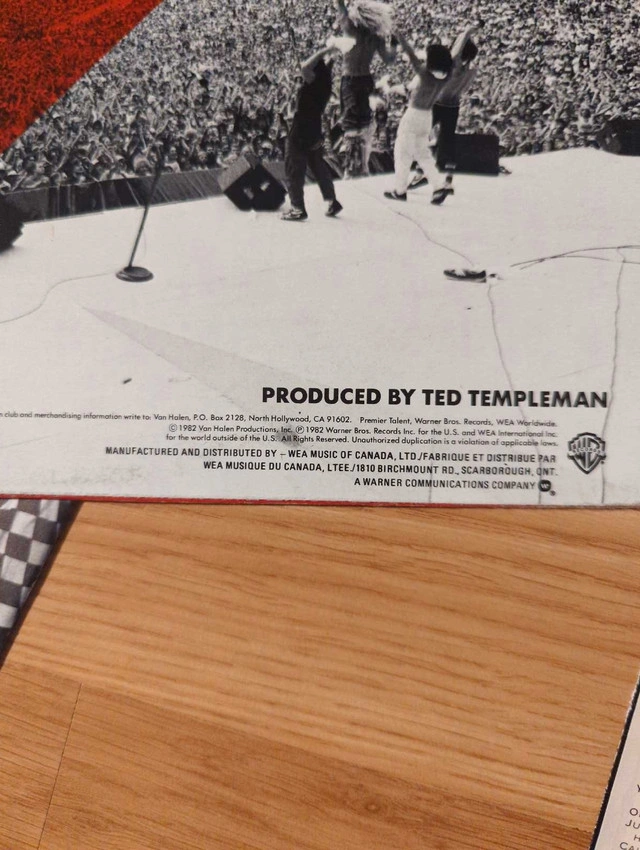 PRODUCED BY TED TEMPLEMAN
club and merchandising information write to: Van Halen, P.O. Box 2128, North Hollywood, CA 91602. Premier Talent, Warner Bros. Records, WEA Worldwide.
© 1982 Van Halen Productions, Inc. ℗ 1982 Warner Bros. Records Inc. for the U.S. and WEA International Inc.
for the world outside of the U.S. All Rights Reserved. Unauthorized duplication is a violation of applicable laws.
MANUFACTURED AND DISTRIBUTED BY – WEA MUSIC OF CANADA, LTD./FABRIQUE ET DISTRIBUE PAR
WEA MUSIQUE DU CANADA, LTEE./1810 BIRCHMOUNT RD., SCARBOROUGH, ONT.
A WARNER COMMUNICATIONS COMPANY